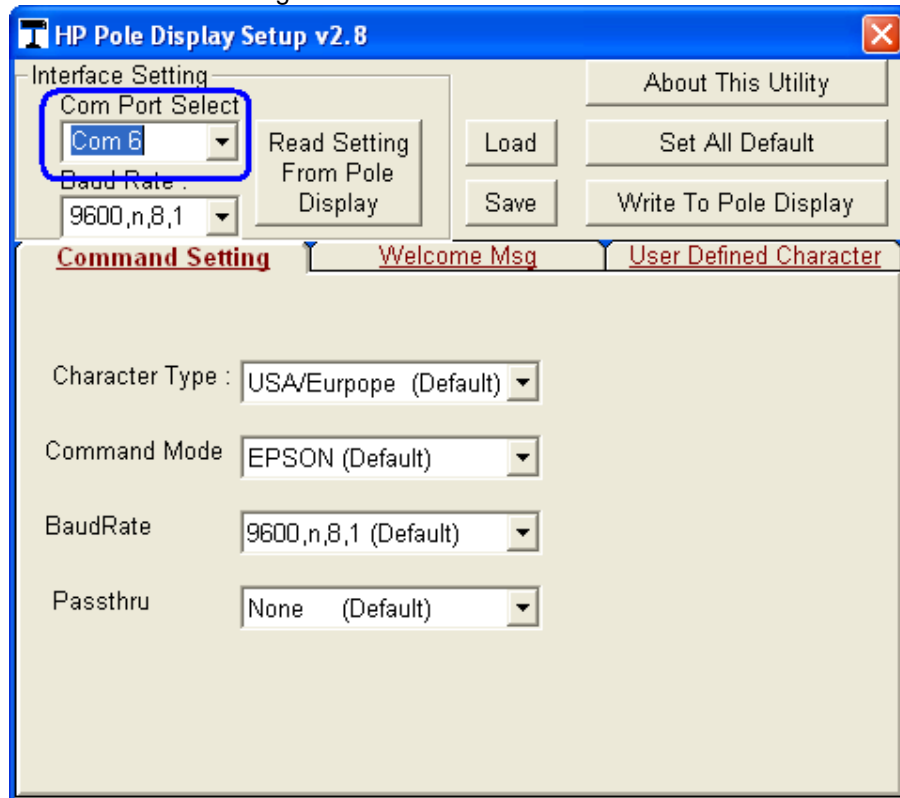 HP Pole Display Setup v2.8
Interface Setting
Com Port Select
Com 6
Baud Rate :
9600,n,8,1
Read Setting
From Pole
Display
Load
Save
About This Utility
Set All Default
Write To Pole Display
Command Setting
Welcome Msg
User Defined Character
Character Type : USA/Eurpope (Default)
Command Mode EPSON (Default)
BaudRate 9600,n,8,1 (Default)
Passthru None (Default)